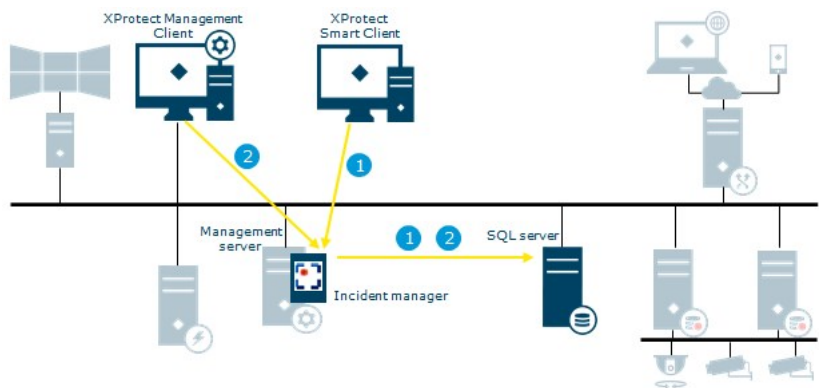 XProtect Management
Client
XProtect
Smart Client
2
1
Management
server
1
2
SQL server
Incident manager